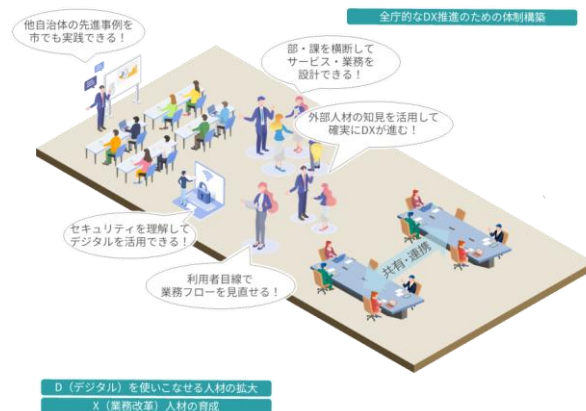 他自治体の先進事例を
市でも実践できる！
全庁的なDX推進のための体制構築
部・課を横断して
サービス・業務を
設計できる！
外部人材の知見を活用して
確実にDXが進む！
セキュリティを理解して
デジタルを活用できる！
利用者目線で
業務フローを見直せる！
共有・連携
D（デジタル）を使いこなせる人材の拡大
X（業務改革）人材の育成